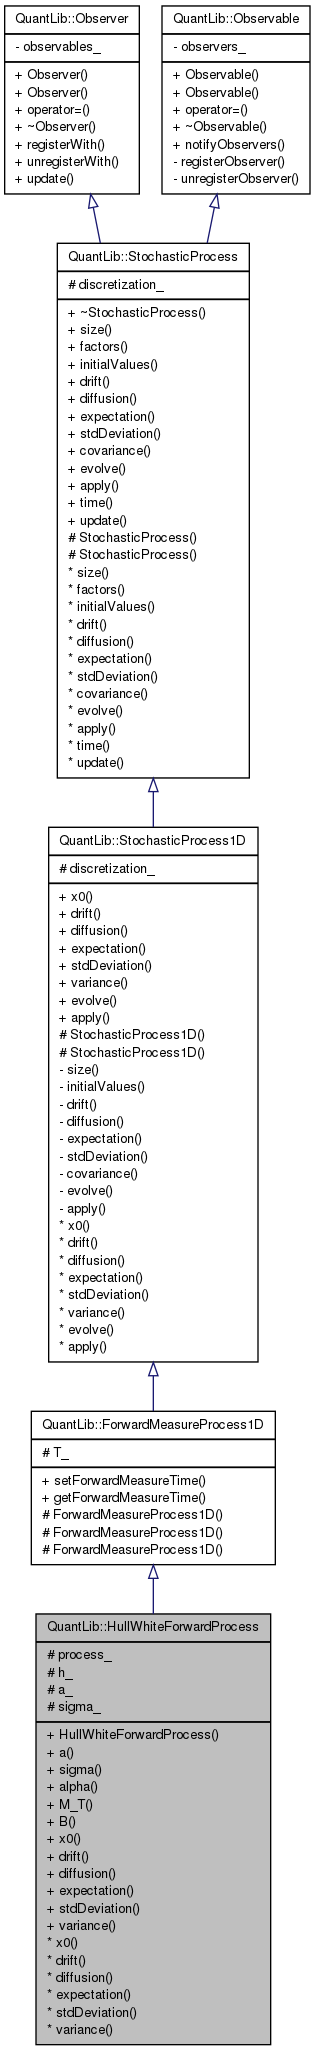 QuantLib::Observer
- observables_
+ Observer()
+ Observer()
+ operator=()
+ ~Observer()
+ registerWith()
+ unregisterWith()
+ update()
QuantLib::Observable
- observers_
+ Observable()
+ Observable()
+ operator=()
+ ~Observable()
+ notifyObservers()
- registerObserver()
- unregisterObserver()
QuantLib::StochasticProcess
# discretization_
+ ~StochasticProcess()
+ size()
+ factors()
+ initialValues()
+ drift()
+ diffusion()
+ expectation()
+ stdDeviation()
+ covariance()
+ evolve()
+ apply()
+ time()
+ update()
# StochasticProcess()
# StochasticProcess()
* size()
* factors()
* initialValues()
* drift()
* diffusion()
* expectation()
* stdDeviation()
* covariance()
* evolve()
* apply()
* time()
* update()
QuantLib::StochasticProcess1D
# discretization_
+ x0()
+ drift()
+ diffusion()
+ expectation()
+ stdDeviation()
+ variance()
+ evolve()
+ apply()
# StochasticProcess1D()
# StochasticProcess1D()
- size()
- initialValues()
- drift()
- diffusion()
- expectation()
- stdDeviation()
- covariance()
- evolve()
- apply()
* x0()
* drift()
* diffusion()
* expectation()
* stdDeviation()
* variance()
* evolve()
* apply()
QuantLib::ForwardMeasureProcess1D
# T_
+ setForwardMeasureTime()
+ getForwardMeasureTime()
# ForwardMeasureProcess1D()
# ForwardMeasureProcess1D()
# ForwardMeasureProcess1D()
QuantLib::HullWhiteForwardProcess
# process_
# h_
# a_
# sigma_
+ HullWhiteForwardProcess()
+ a()
+ sigma()
+ alpha()
+ M_T()
+ B()
+ x0()
+ drift()
+ diffusion()
+ expectation()
+ stdDeviation()
+ variance()
* x0()
* drift()
* diffusion()
* expectation()
* stdDeviation()
* variance()